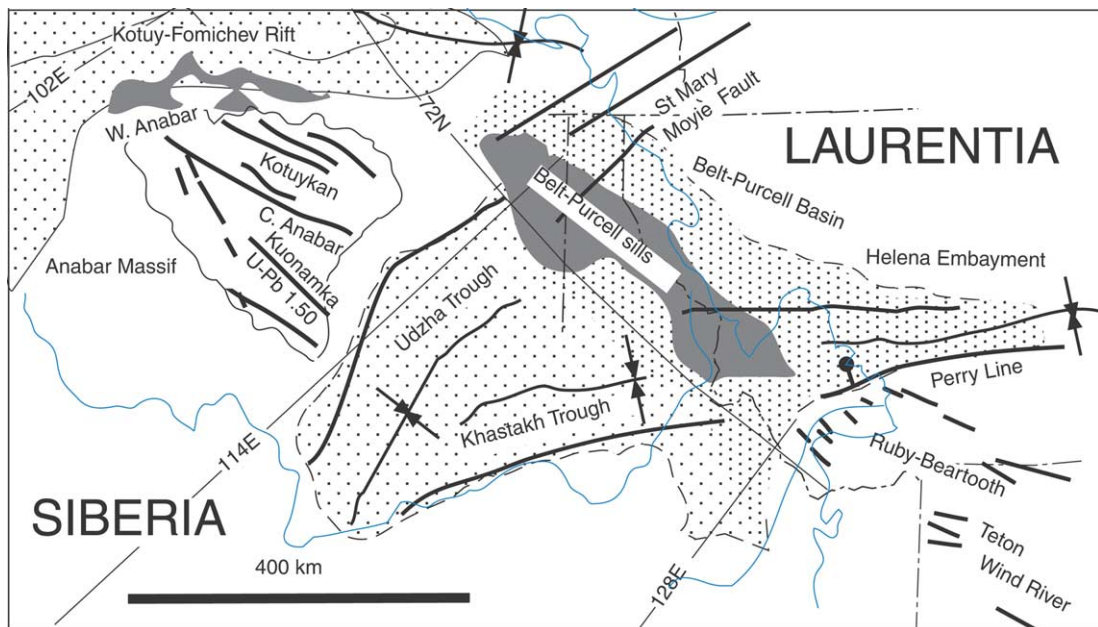 Kotuy-Fomichev Rift
102E
W. Anabar
Kotuykan
C. Anabar
Kuonamka
U-Pb 1.50
Anabar Massif
72N
St Mary
Moyie Fault
LAURENTIA
Belt-Purcell Basin
Belt-Purcell sills
Helena Embayment
Udzha Trough
Perry Line
Khastakh Trough
114E
Ruby-Beartooth
SIBERIA
Teton
Wind River
400 km
128E